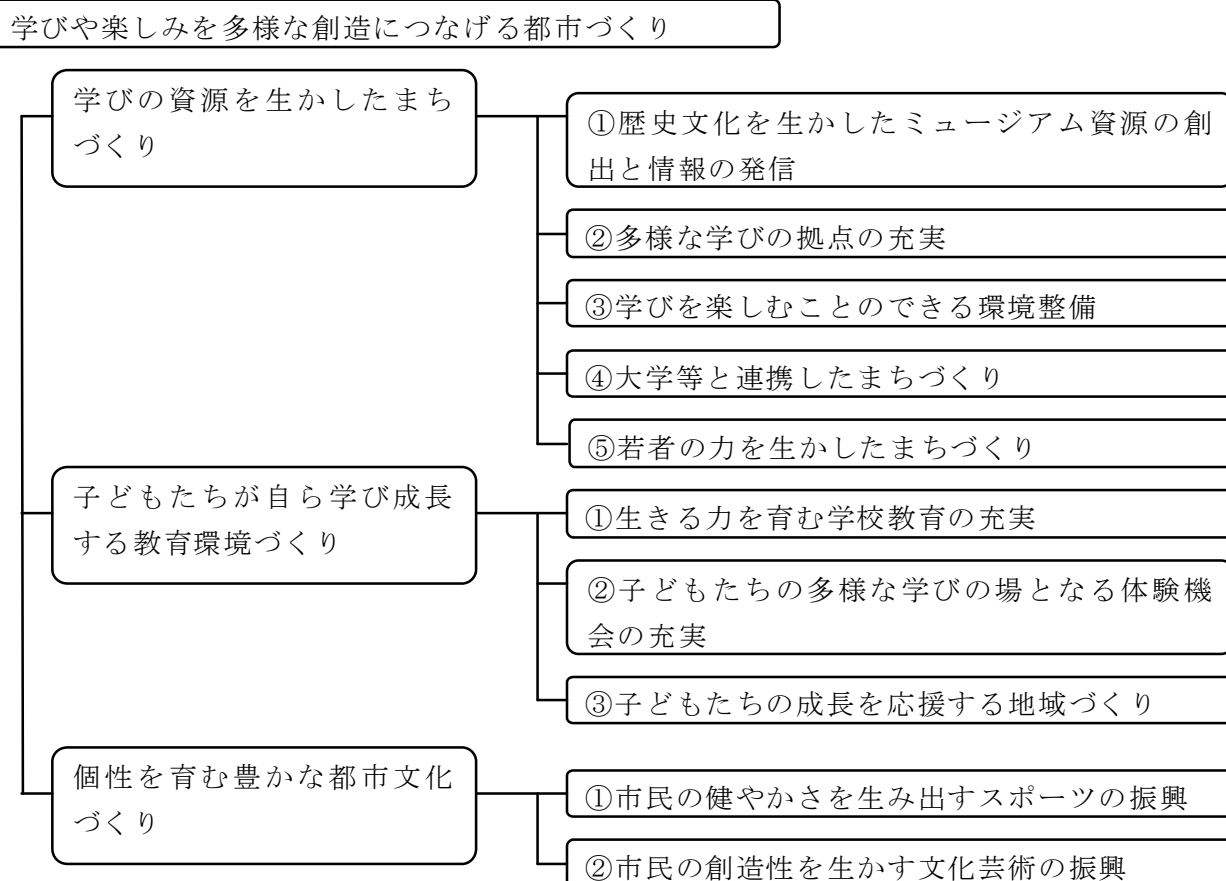 学びや楽しみを多様な創造につなげる都市づくり
学びの資源を生かしたまち
づくり
①歴史文化を生かしたミュージアム資源の創
出と情報の発信
②多様な学びの拠点の充実
③学びを楽しむことのできる環境整備
④大学等と連携したまちづくり
⑤若者の力を生かしたまちづくり
子どもたちが自ら学び成長
する教育環境づくり
①生きる力を育む学校教育の充実
②子どもたちの多様な学びの場となる体験機
会の充実
③子どもたちの成長を応援する地域づくり
個性を育む豊かな都市文化
づくり
①市民の健やかさを生み出すスポーツの振興
②市民の創造性を生かす文化芸術の振興